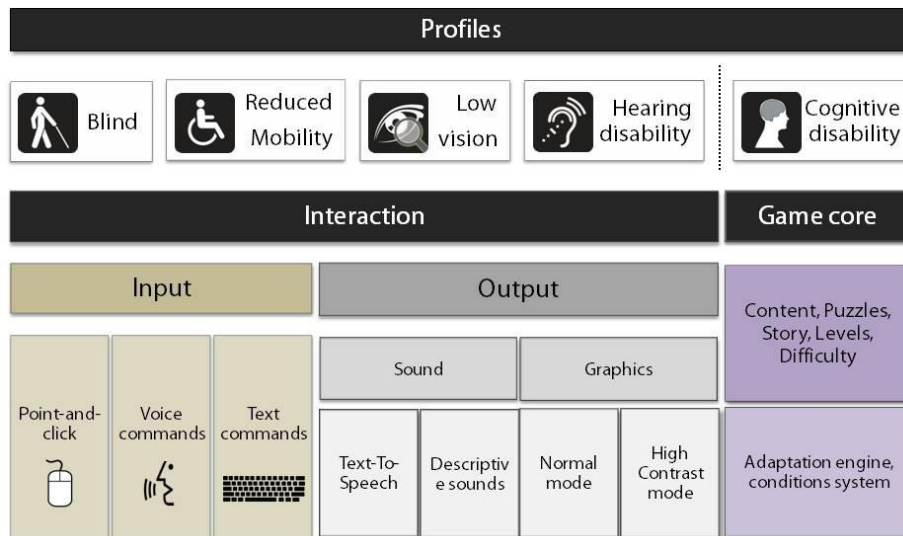 Profiles
Blind
Reduced
Mobility
Low
vision
Hearing
disability
Cognitive
disability
Interaction
Game core
Input
Output
Content, Puzzles,
Story, Levels,
Difficulty
Sound
Graphics
Point-and-
click
Voice
commands
Text
commands
Text-To-
Speech
Descriptiv
e sounds
Normal
mode
High
Contrast
mode
Adaptation engine,
conditions system